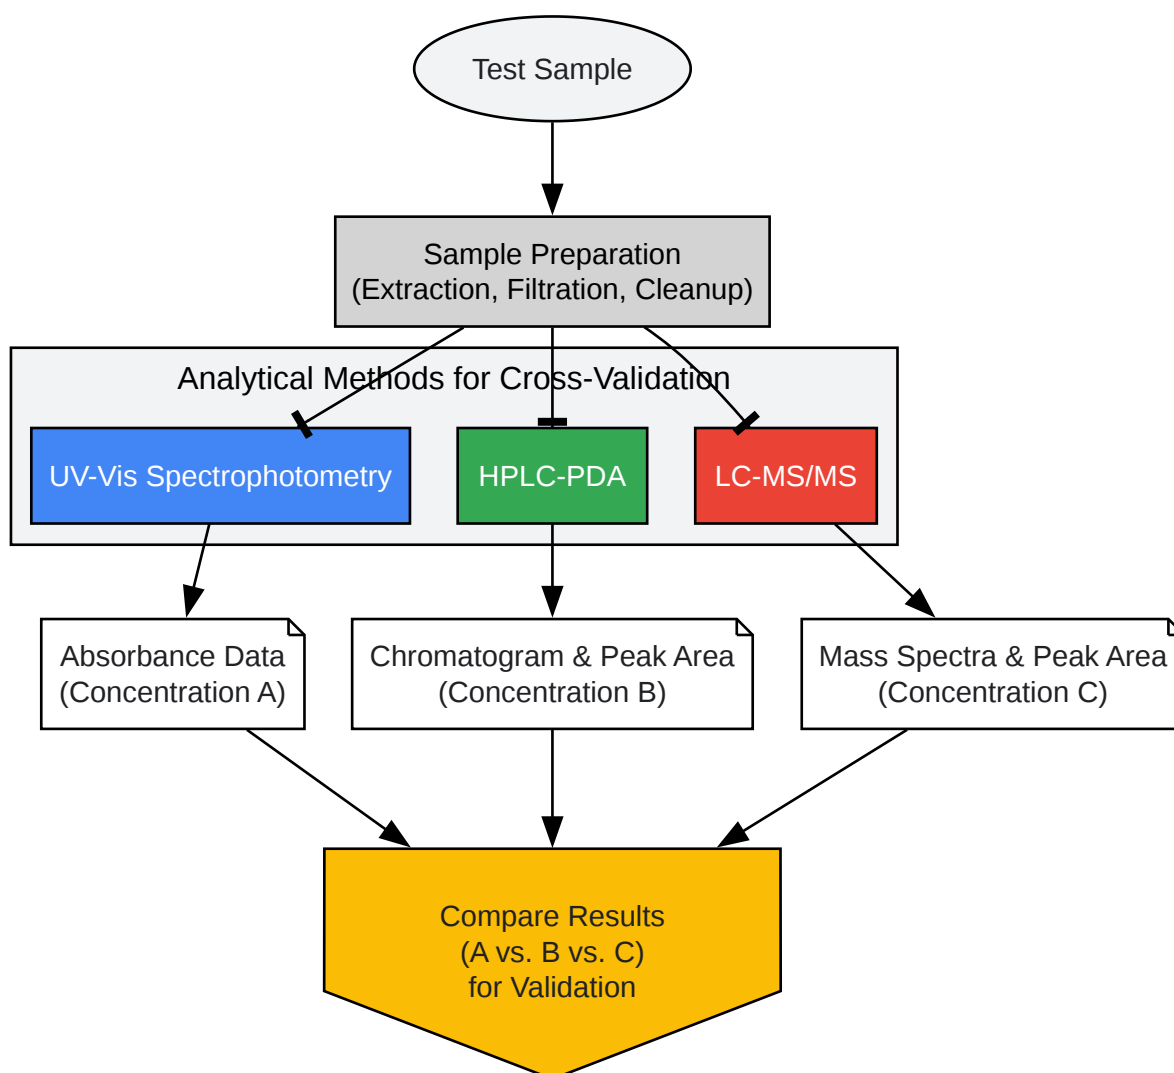 Test Sample
Sample Preparation
(Extraction, Filtration, Cleanup)
Analytical Methods for Cross-Validation
UV-Vis Spectrophotometry
HPLC-PDA
LC-MS/MS
Absorbance Data
(Concentration A)
Chromatogram & Peak Area
(Concentration B)
Mass Spectra & Peak Area
(Concentration C)
Compare Results
(A vs. B vs. C)
for Validation